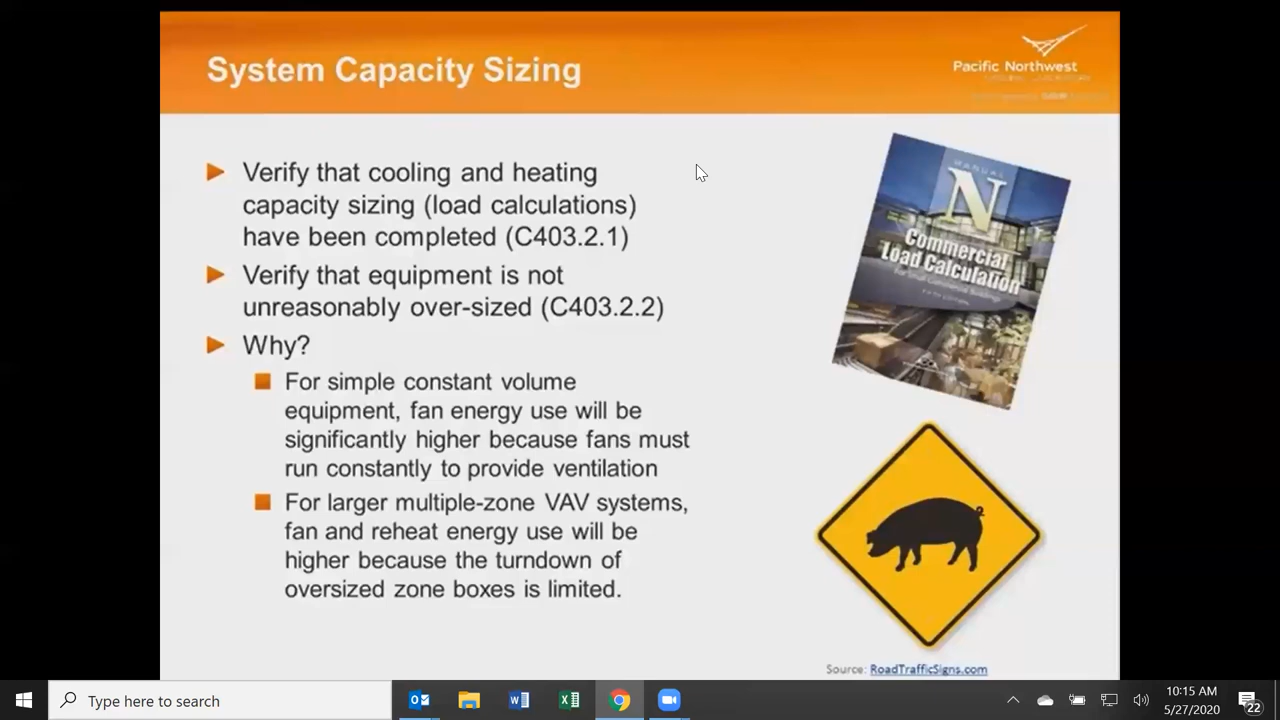 System Capacity Sizing
Pacific Northwest
Verify that cooling and heating
capacity sizing (load calculations)
have been completed (C403.2.1)
Verify that equipment is not
unreasonably over-sized (C403.2.2)
Why?
For simple constant volume
equipment, fan energy use will be
significantly higher because fans must
run constantly to provide ventilation
For larger multiple-zone VAV systems,
fan and reheat energy use will be
higher because the turndown of
oversized zone boxes is limited.
MANUAL
N
Commercial
Load Calculation
Source: RoadTrafficSigns.com
Type here to search
10:15 AM
5/27/2020
22